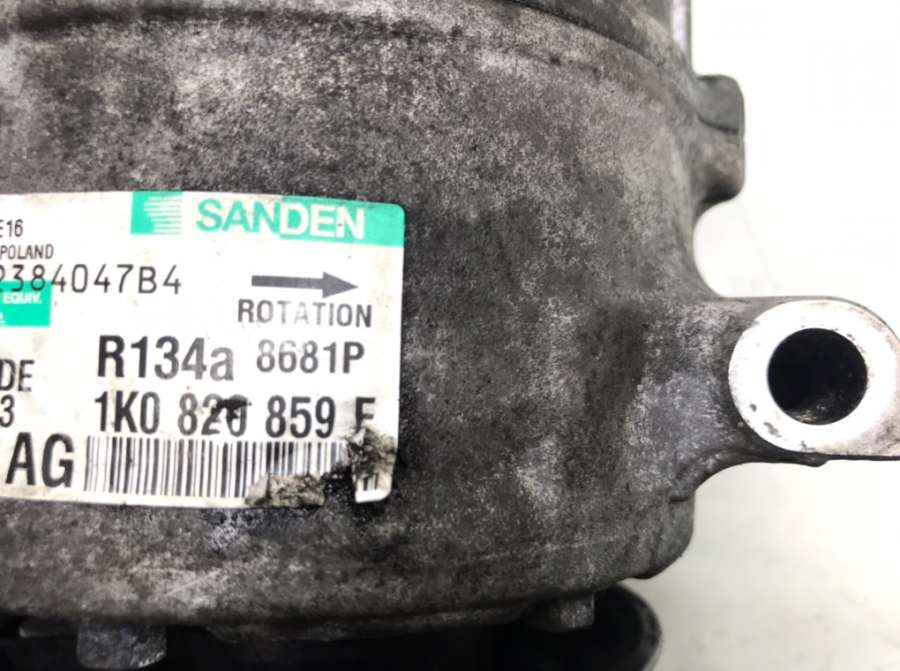 SANDEN
E16
POLAND
2384047B4
ROTATION
EQUIV.
R134a 8681P
DE
1K0 820 859
3
AG